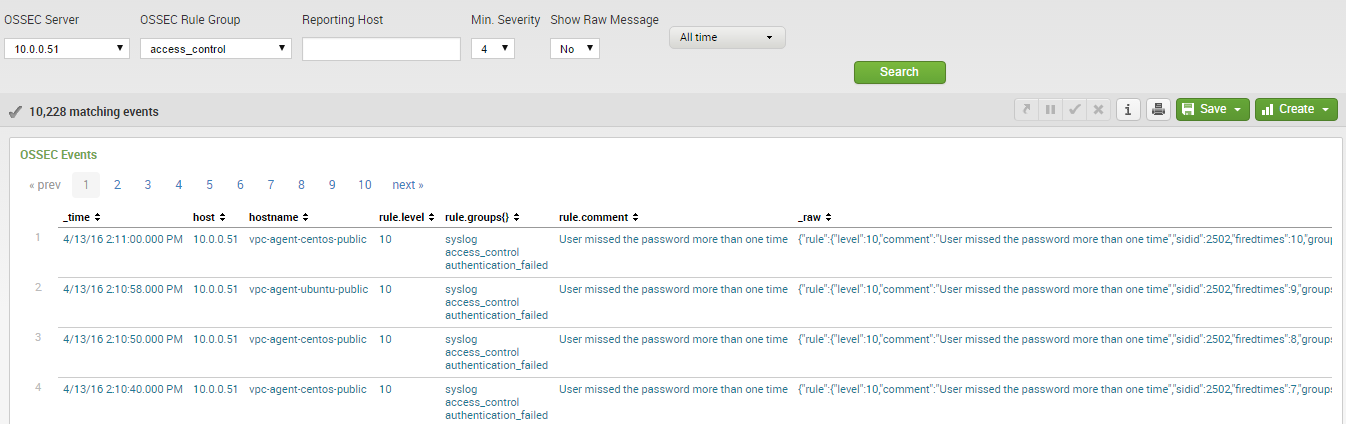 OSSEC Server OSSEC Rule Group Reporting Host Min. Severity Show Raw Message
10.0.0.51 access_control 4 No All time
Search
10,228 matching events i Save Create
OSSEC Events
« prev 1 2 3 4 5 6 7 8 9 10 next »
_time host hostname rule.level rule.groups{} rule.comment _raw
1 4/13/16 2:11:00.000 PM 10.0.0.51 vpc-agent-centos-public 10 syslog User missed the password more than one time {"rule":{"level":10,"comment":"User missed the password more than one time","sidid":2502,"firedtimes":10,"group
access_control
authentication_failed
2 4/13/16 2:10:58.000 PM 10.0.0.51 vpc-agent-ubuntu-public 10 syslog User missed the password more than one time {"rule":{"level":10,"comment":"User missed the password more than one time","sidid":2502,"firedtimes":9,"groups
access_control
authentication_failed
3 4/13/16 2:10:50.000 PM 10.0.0.51 vpc-agent-centos-public 10 syslog User missed the password more than one time {"rule":{"level":10,"comment":"User missed the password more than one time","sidid":2502,"firedtimes":8,"groups
access_control
authentication_failed
4 4/13/16 2:10:40.000 PM 10.0.0.51 vpc-agent-centos-public 10 syslog User missed the password more than one time {"rule":{"level":10,"comment":"User missed the password more than one time","sidid":2502,"firedtimes":7,"groups
access_control
authentication_failed